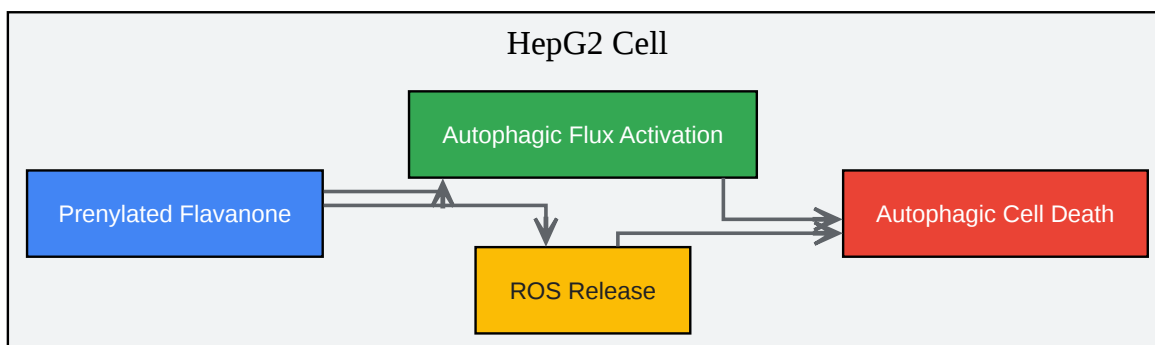 HepG2 Cell
Autophagic Flux Activation
Prenylated Flavanone
Autophagic Cell Death
ROS Release